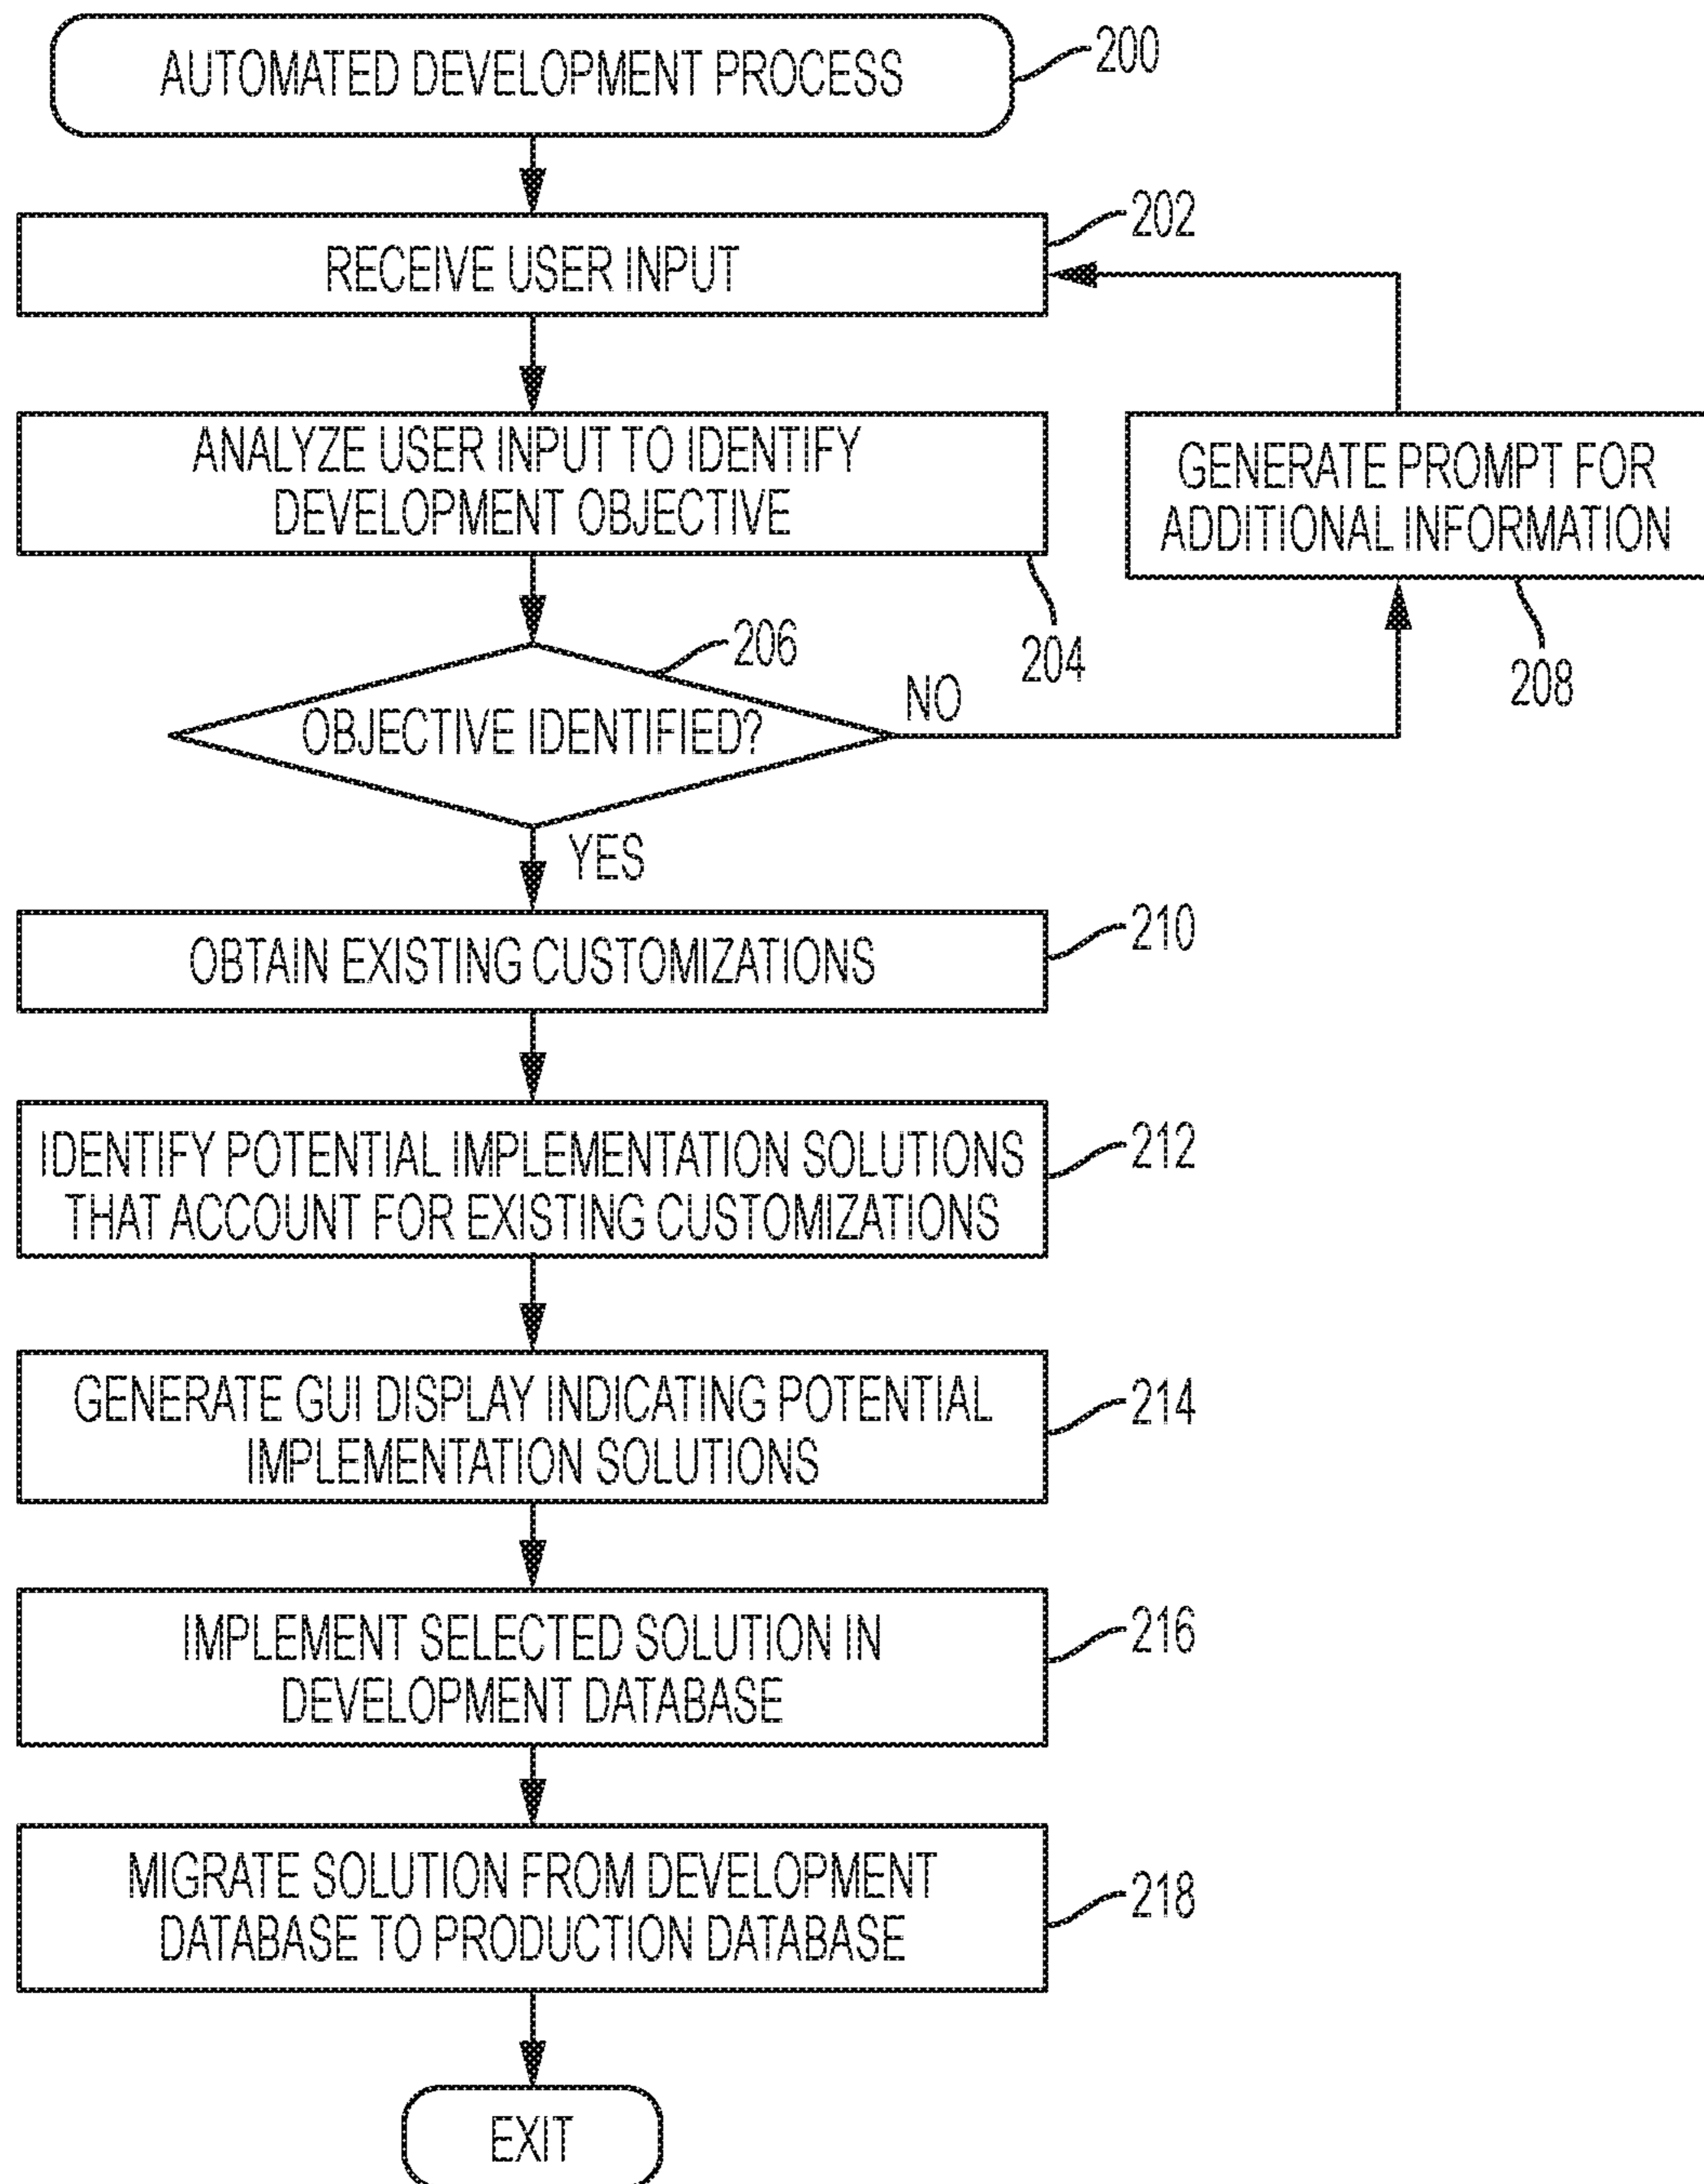 AUTOMATED DEVELOPMENT PROCESS
200
RECEIVE USER INPUT
202
ANALYZE USER INPUT TO IDENTIFY
DEVELOPMENT OBJECTIVE
204
GENERATE PROMPT FOR
ADDITIONAL INFORMATION
208
206
OBJECTIVE IDENTIFIED?
NO
YES
OBTAIN EXISTING CUSTOMIZATIONS
210
IDENTIFY POTENTIAL IMPLEMENTATION SOLUTIONS
THAT ACCOUNT FOR EXISTING CUSTOMIZATIONS
212
GENERATE GUI DISPLAY INDICATING POTENTIAL
IMPLEMENTATION SOLUTIONS
214
IMPLEMENT SELECTED SOLUTION IN
DEVELOPMENT DATABASE
216
MIGRATE SOLUTION FROM DEVELOPMENT
DATABASE TO PRODUCTION DATABASE
218
EXIT